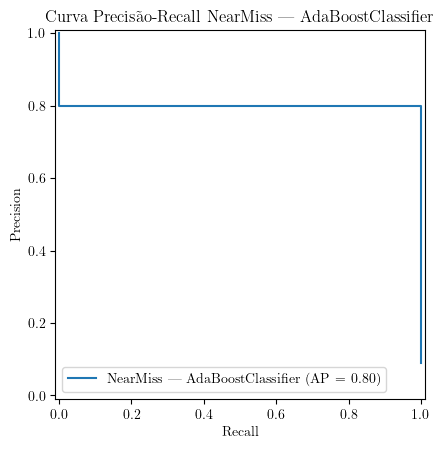 Curva Precisão-Recall NearMiss — AdaBoostClassifier
1.0
0.8
0.6
0.4
0.2
0.0
Precision
NearMiss — AdaBoostClassifier (AP = 0.80)
0.0 0.2 0.4 0.6 0.8 1.0
Recall